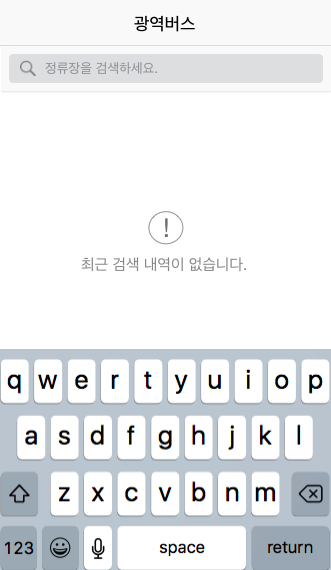 광역버스
정류장을 검색하세요.
!
최근 검색 내역이 없습니다.
q w e r t y u i o p
a s d f g h j k l
z x c v b n m
123 space return